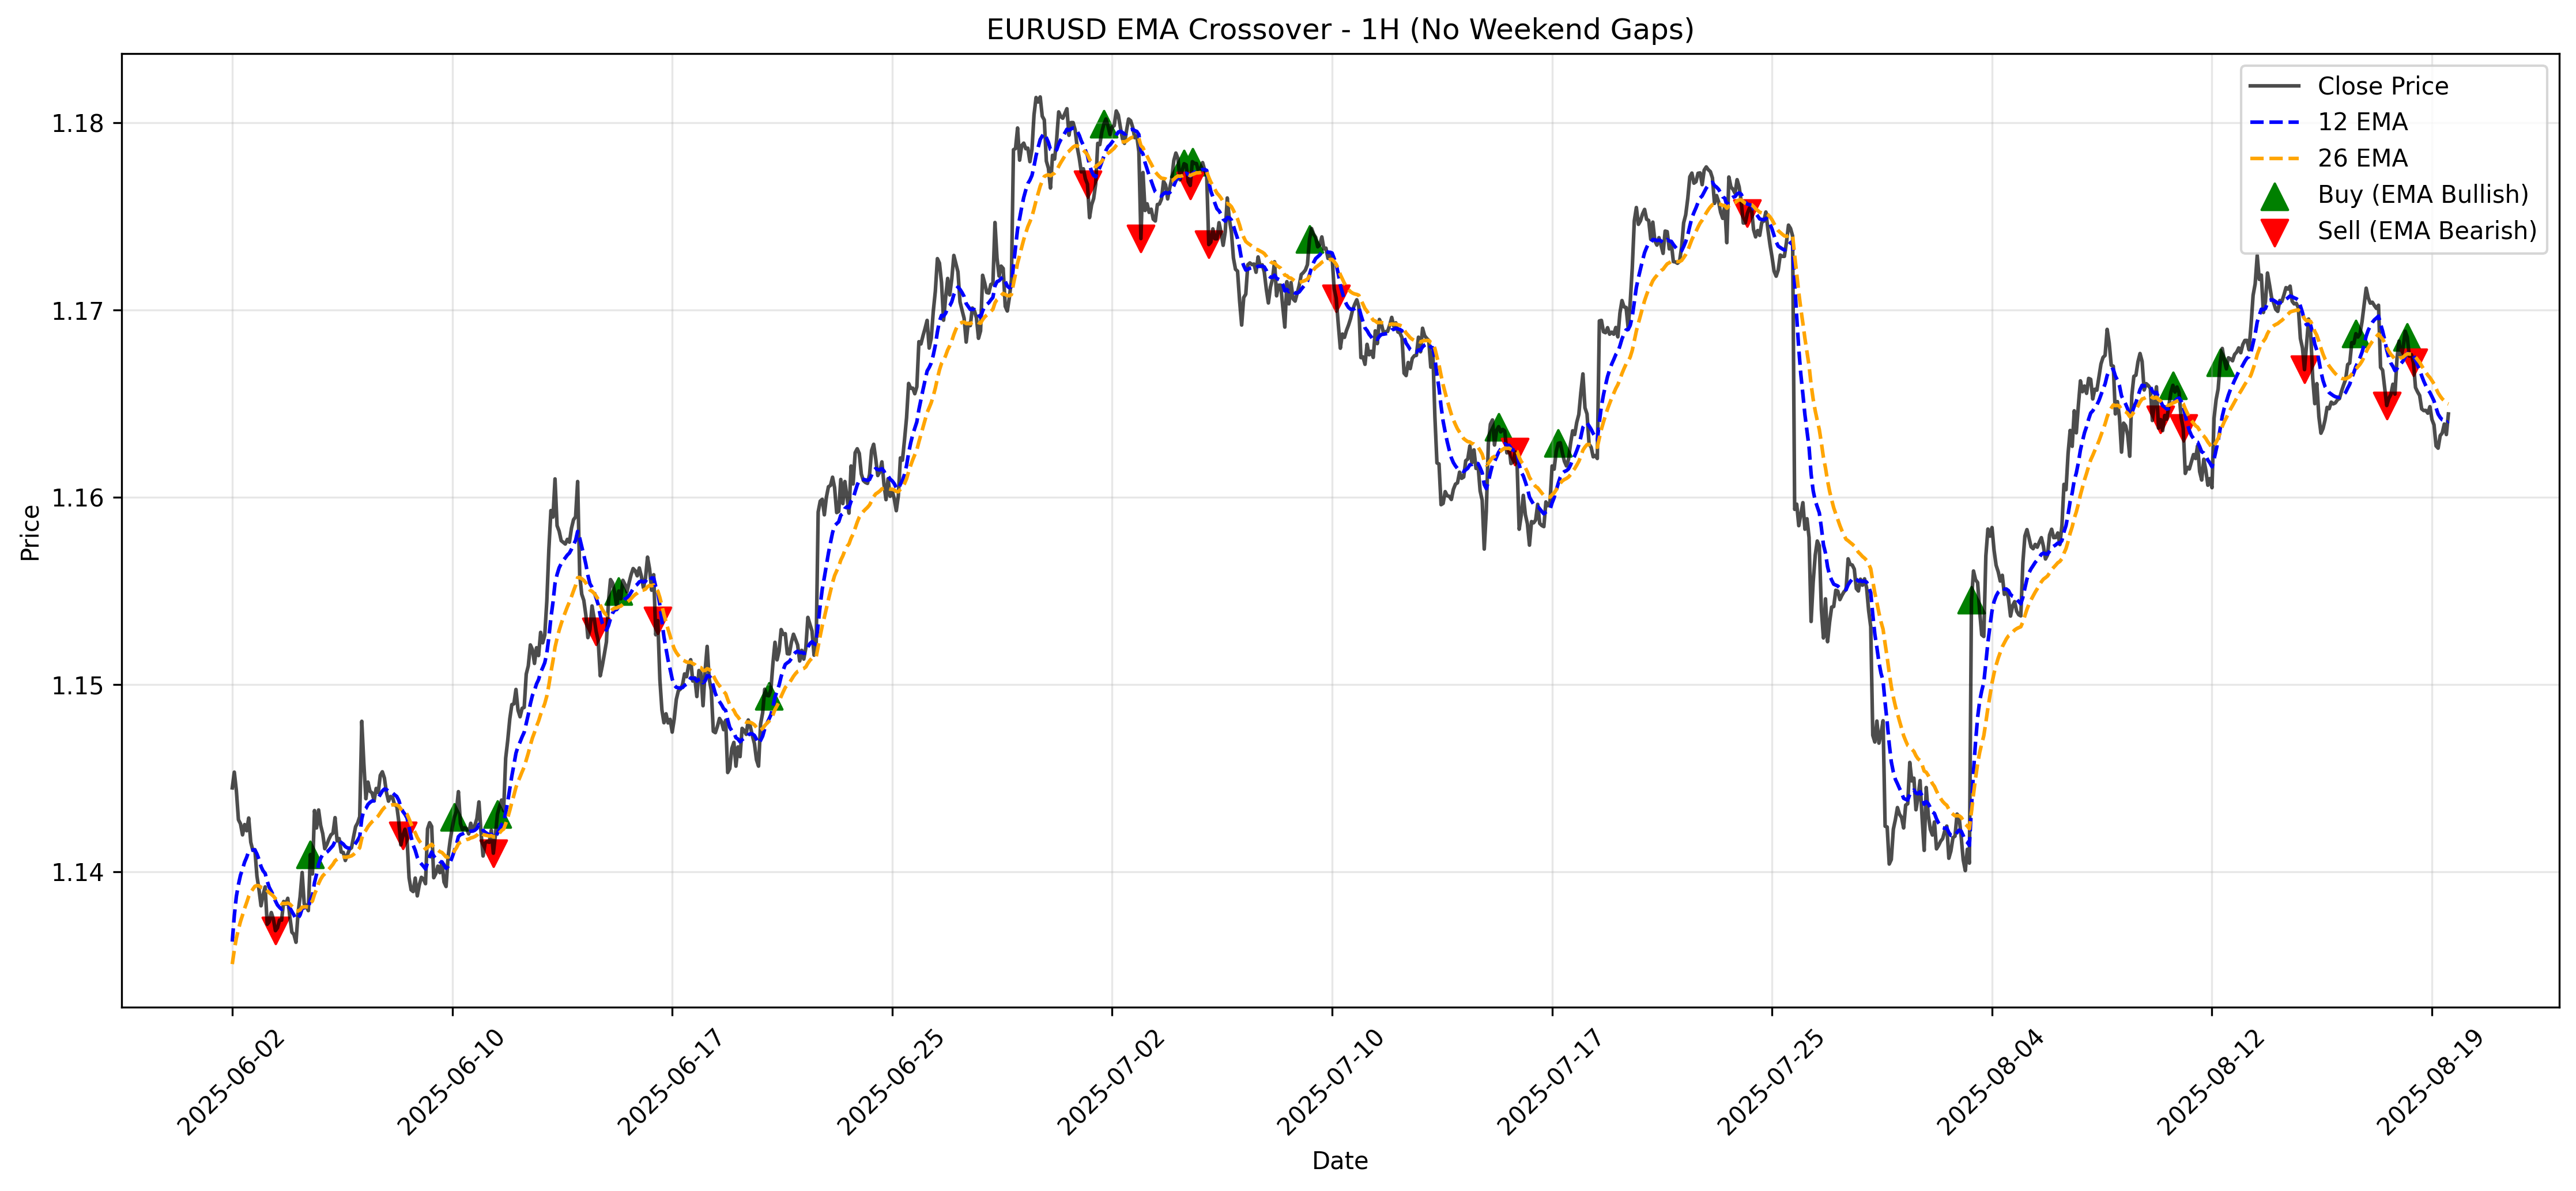 EURUSD EMA Crossover - 1H (No Weekend Gaps)
Close Price
12 EMA
26 EMA
Buy (EMA Bullish)
Sell (EMA Bearish)
Price
1.18
1.17
1.16
1.15
1.14
2025-06-02
2025-06-10
2025-06-17
2025-06-25
2025-07-02
2025-07-10
2025-07-17
2025-07-25
2025-08-04
2025-08-12
2025-08-19
Date